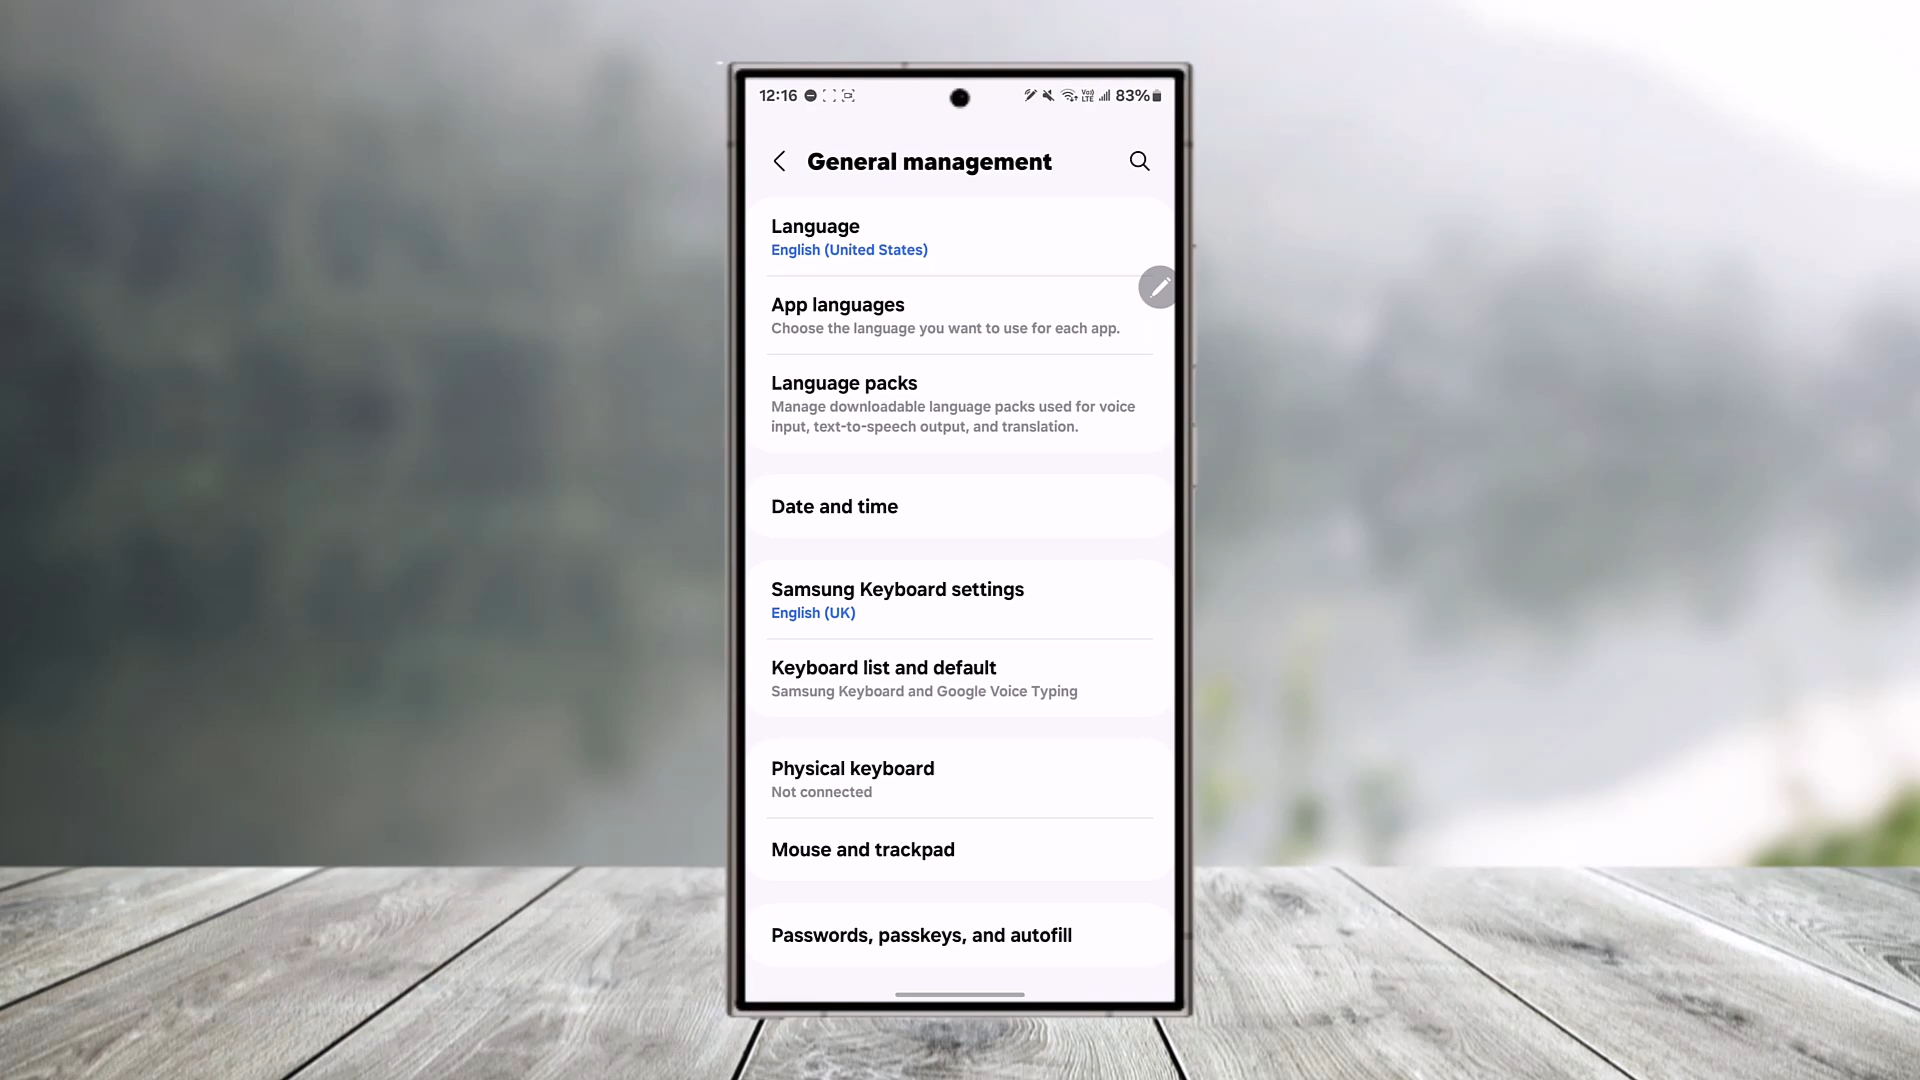 12:16
Vo)) LTE 83%
General management
Language
English (United States)
App languages
Choose the language you want to use for each app.
Language packs
Manage downloadable language packs used for voice
input, text-to-speech output, and translation.
Date and time
Samsung Keyboard settings
English (UK)
Keyboard list and default
Samsung Keyboard and Google Voice Typing
Physical keyboard
Not connected
Mouse and trackpad
Passwords, passkeys, and autofill